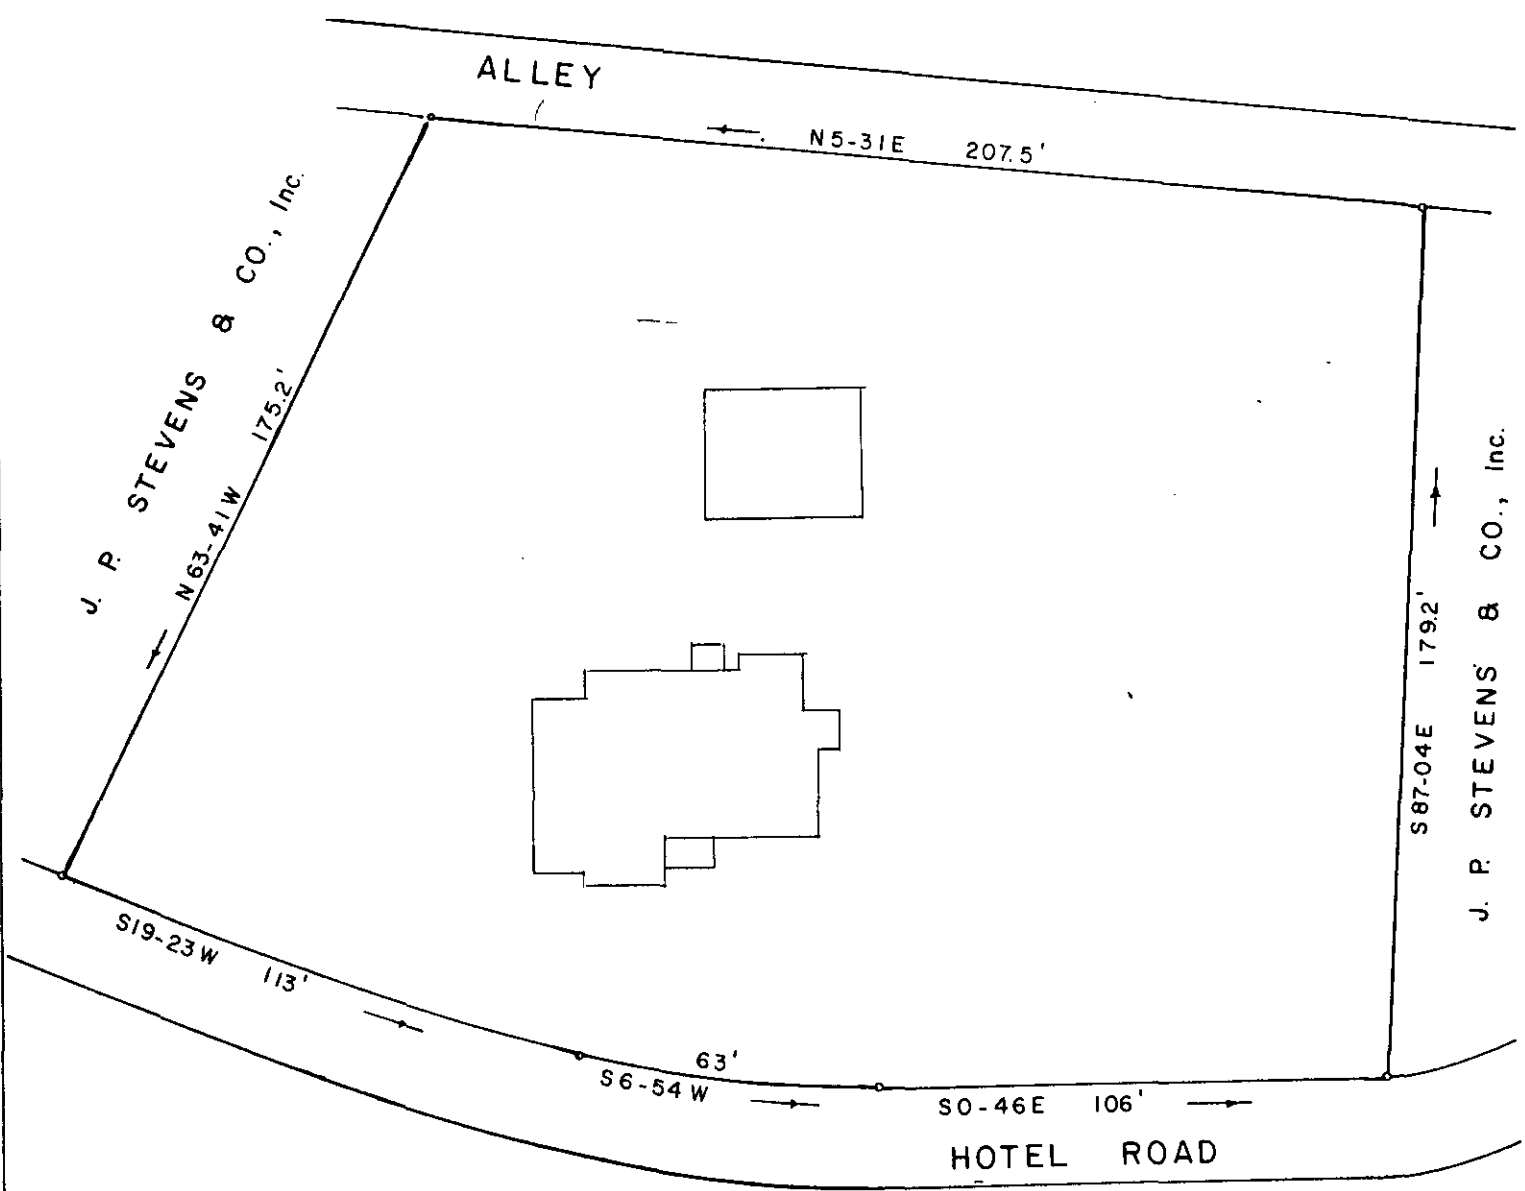 ALLEY
N5-31E 207.5'
J. P. STEVENS & CO., Inc.
N63-41W 175.2'
S87-04E 179.2'
J. P. STEVENS & CO., Inc.
S19-23W 113'
63'
S6-54W
S0-46E 106'
HOTEL ROAD